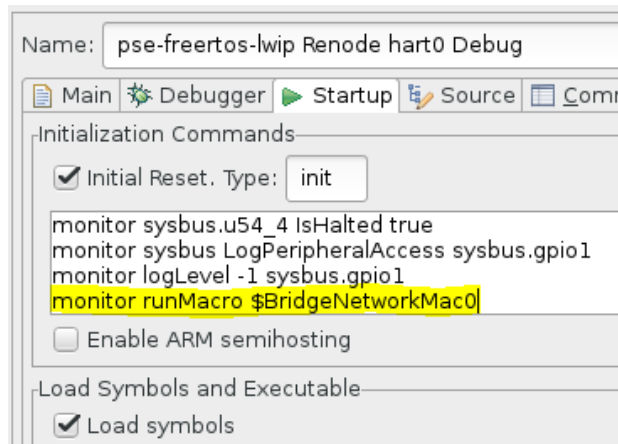 Name: pse-freertos-lwip Renode hart0 Debug
Main Debugger Startup Source Comm
Initialization Commands
Initial Reset. Type: init
monitor sysbus.u54_4 IsHalted true
monitor sysbus LogPeripheralAccess sysbus.gpio1
monitor logLevel -1 sysbus.gpio1
monitor runMacro $BridgeNetworkMac0
Enable ARM semihosting
Load Symbols and Executable
Load symbols